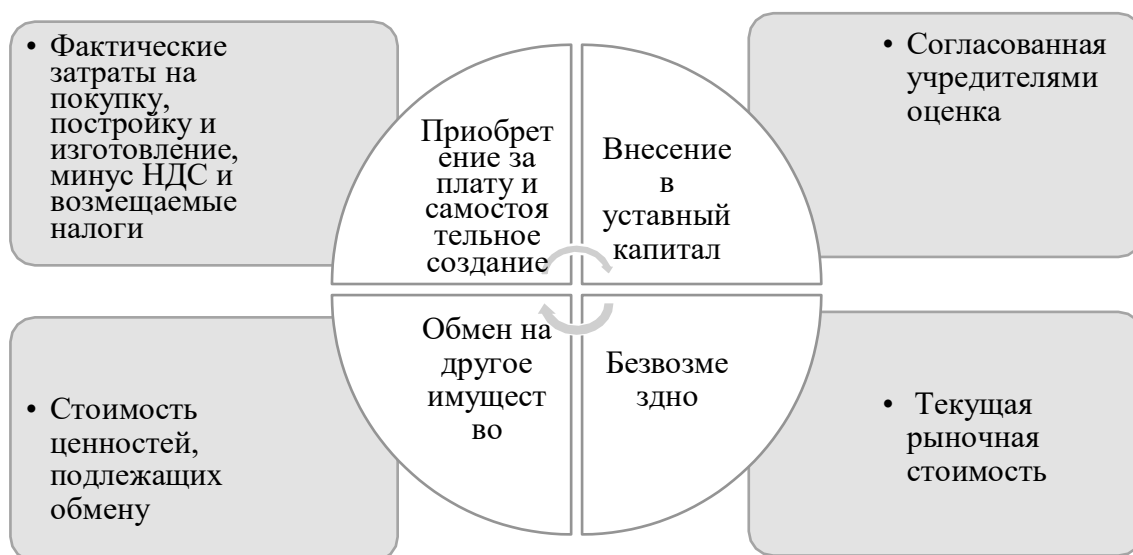 • Фактические
затраты на
покупку,
постройку и
изготовление,
минус НДС и
возмещаемые
налоги
Приобрет
ение за
плату и
самостоя
тельное
создание
Внесение
в
уставный
капитал
• Согласованная
учредителями
оценка
• Стоимость
ценностей,
подлежащих
обмену
Обмен на
другое
имущест
во
Безвозме
здно
• Текущая
рыночная
стоимость